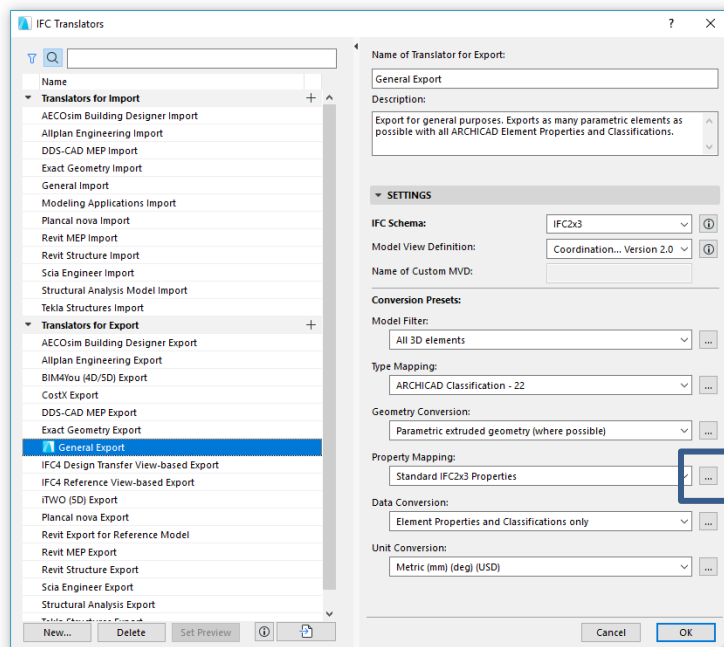 IFC Translators
?
Name
Translators for Import
AECOsim Building Designer Import
Allplan Engineering Import
DDS-CAD MEP Import
Exact Geometry Import
General Import
Modeling Applications Import
Plancal nova Import
Revit MEP Import
Revit Structure Import
Scia Engineer Import
Structural Analysis Model Import
Tekla Structures Import
Translators for Export
AECOsim Building Designer Export
Allplan Engineering Export
BIM4You (4D/5D) Export
CostX Export
DDS-CAD MEP Export
Exact Geometry Export
General Export
IFC4 Design Transfer View-based Export
IFC4 Reference View-based Export
iTWO (5D) Export
Plancal nova Export
Revit Export for Reference Model
Revit MEP Export
Revit Structure Export
Scia Engineer Export
Structural Analysis Export
New...
Delete
Set Preview
Name of Translator for Export:
General Export
Description:
Export for general purposes. Exports as many parametric elements as
possible with all ARCHICAD Element Properties and Classifications.
SETTINGS
IFC Schema:
IFC2x3
Model View Definition:
Coordination... Version 2.0
Name of Custom MVD:
Conversion Presets:
Model Filter:
All 3D elements
...
Type Mapping:
ARCHICAD Classification - 22
...
Geometry Conversion:
Parametric extruded geometry (where possible)
...
Property Mapping:
Standard IFC2x3 Properties
...
Data Conversion:
Element Properties and Classifications only
...
Unit Conversion:
Metric (mm) (deg) (USD)
...
Cancel
OK